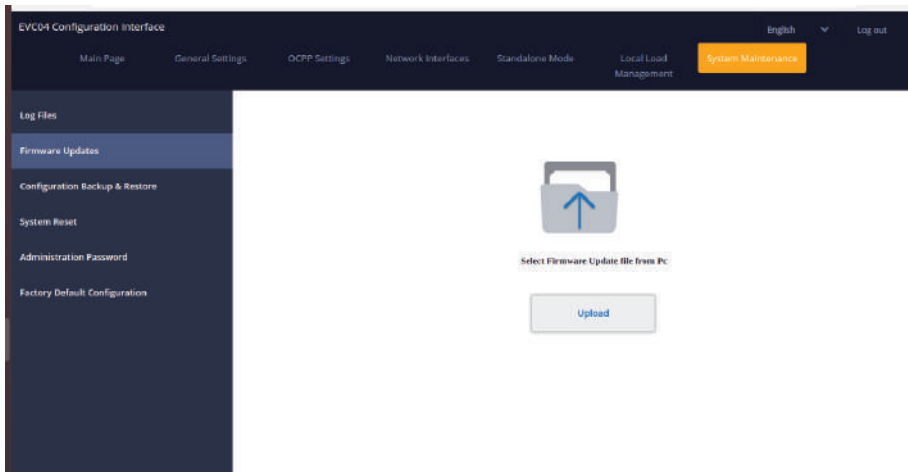 EVC04 Configuration Interface
English
Log out
Main Page
General Settings
OCPP Settings
Network Interfaces
Standalone Mode
Local Load
Management
System Maintenance
Log Files
Firmware Updates
Configuration Backup & Restore
System Reset
Administration Password
Factory Default Configuration
Select Firmware Update file from Pc
Upload